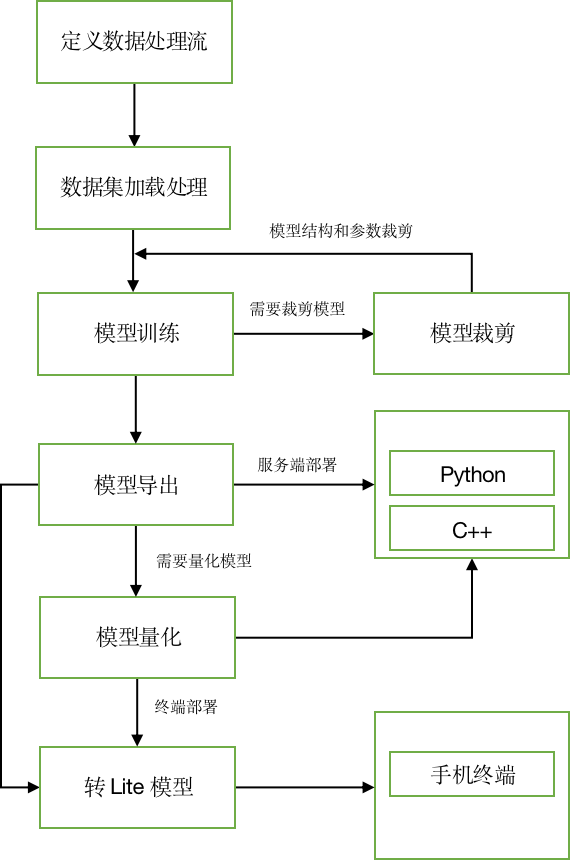 定义数据处理流
数据集加载处理
模型结构和参数裁剪
模型训练
需要裁剪模型
模型裁剪
模型导出
服务端部署
Python
C++
需要量化模型
模型量化
终端部署
转 Lite 模型
手机终端